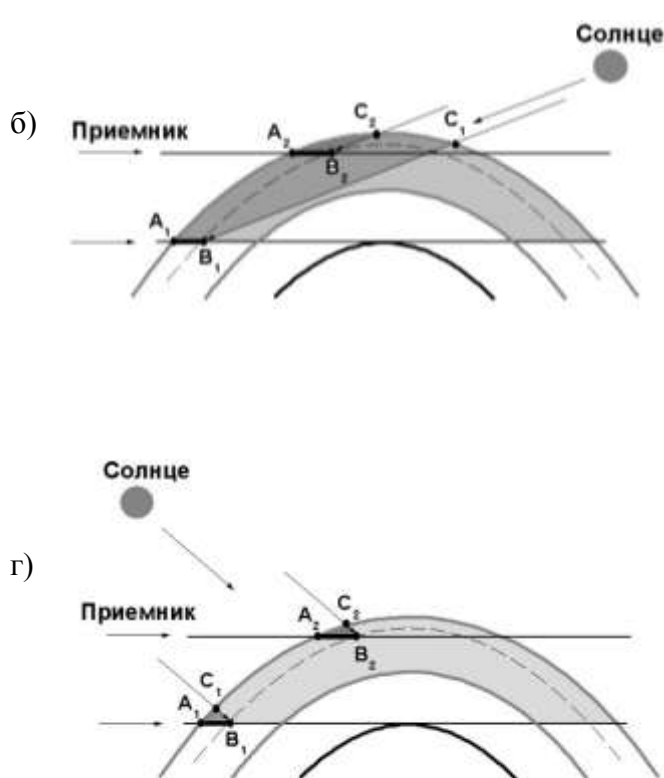 Солнце
б)
Приемник
A2 C2 C1
B2
A1
B1
Солнце
г)
Приемник
A2 C2
B2
A1 C1
B1